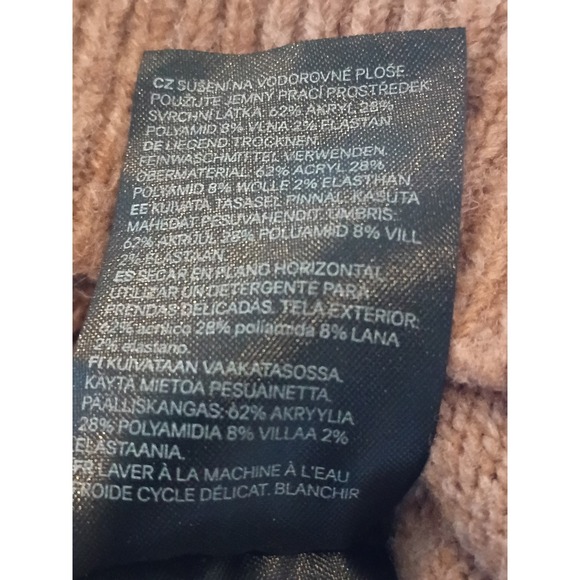 CZ SUŠENÍ NA VODOROVNÉ PLOŠE.
POUŽIJTE JEMNÝ PRACÍ PROSTŘEDEK.
SVRCHNÍ LÁTKA: 62% AKRYL 28%
POLYAMID 8% VLNA 2% ELASTAN.
DE LIEGEND TROCKNEN.
FEINWASCHMITTEL VERWENDEN.
OBERMATERIAL: 62% ACRYL 28%
POLYAMID 8% WOLLE 2% ELASTHAN.
EE KUIVATA TASASEL PINNAL. KASUTA
MAHEDAT PESUVAHENDIT. ÜMBRIS:
62% AKRÜÜL 28% POLUAMIID 8% VILL
2% ELASTAAN.
ES SECAR EN PLANO HORIZONTAL
UTILIZAR UN DETERGENTE PARA
PRENDAS DELICADAS. TELA EXTERIOR:
62% acrílico 28% poliamida 8% LANA
2% elastano.
FI KUIVATAAN VAAKATASOSSA.
KÄYTÄ MIETOA PESUAINETTA.
PÄÄLLISKANGAS: 62% AKRYYLIA
28% POLYAMIDIA 8% VILLAA 2%
ELASTAANIA.
FR LAVER À LA MACHINE À L'EAU
FROIDE CYCLE DÉLICAT. BLANCHIR